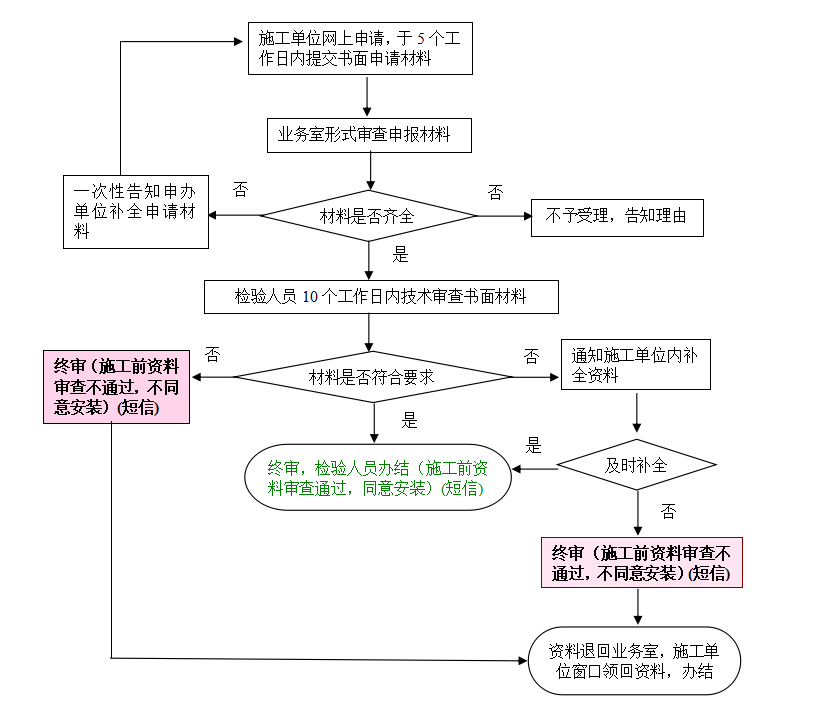 施工单位网上申请，于 5 个工
作日内提交书面申请材料
业务室形式审查申报材料
一次性告知申办
单位补全申请材
料
否
材料是否齐全
否
不予受理，告知理由
是
检验人员 10 个工作日内技术审查书面材料
终审（施工前资料
审查不通过，不同
意安装）(短信)
否
材料是否符合要求
否
通知施工单位内补
全资料
是
终审，检验人员办结（施工前资
料审查通过，同意安装）(短信)
是
及时补全
否
终审（施工前资料审查不
通过，不同意安装）(短信)
资料退回业务室，施工单
位窗口领回资料，办结